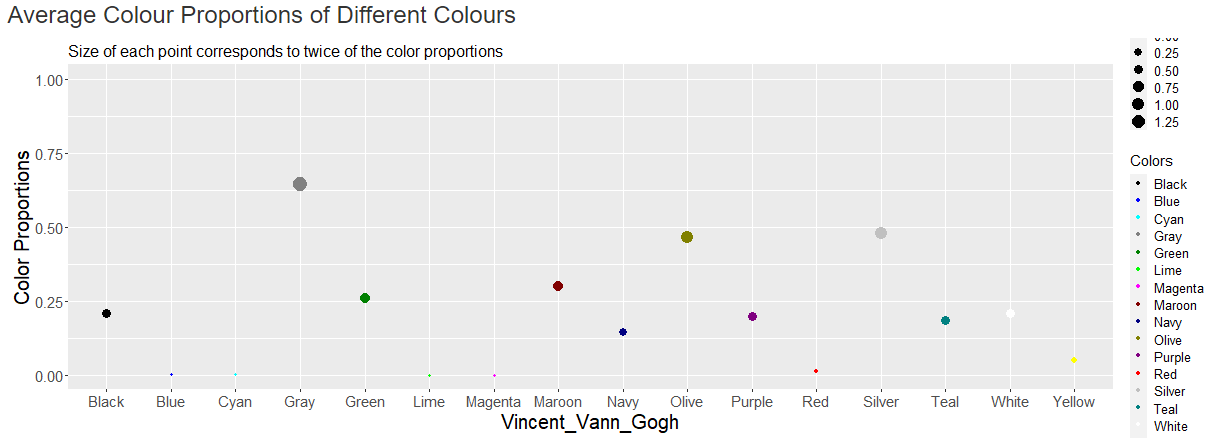 Average Colour Proportions of Different Colours
Size of each point corresponds to twice of the color proportions
Color Proportions
1.00
0.75
0.50
0.25
0.00
Black Blue Cyan Gray Green Lime Magenta Maroon Navy Olive Purple Red Silver Teal White Yellow
Vincent_Vann_Gogh
0.00
0.25
0.50
0.75
1.00
1.25
Colors
Black
Blue
Cyan
Gray
Green
Lime
Magenta
Maroon
Navy
Olive
Purple
Red
Silver
Teal
White